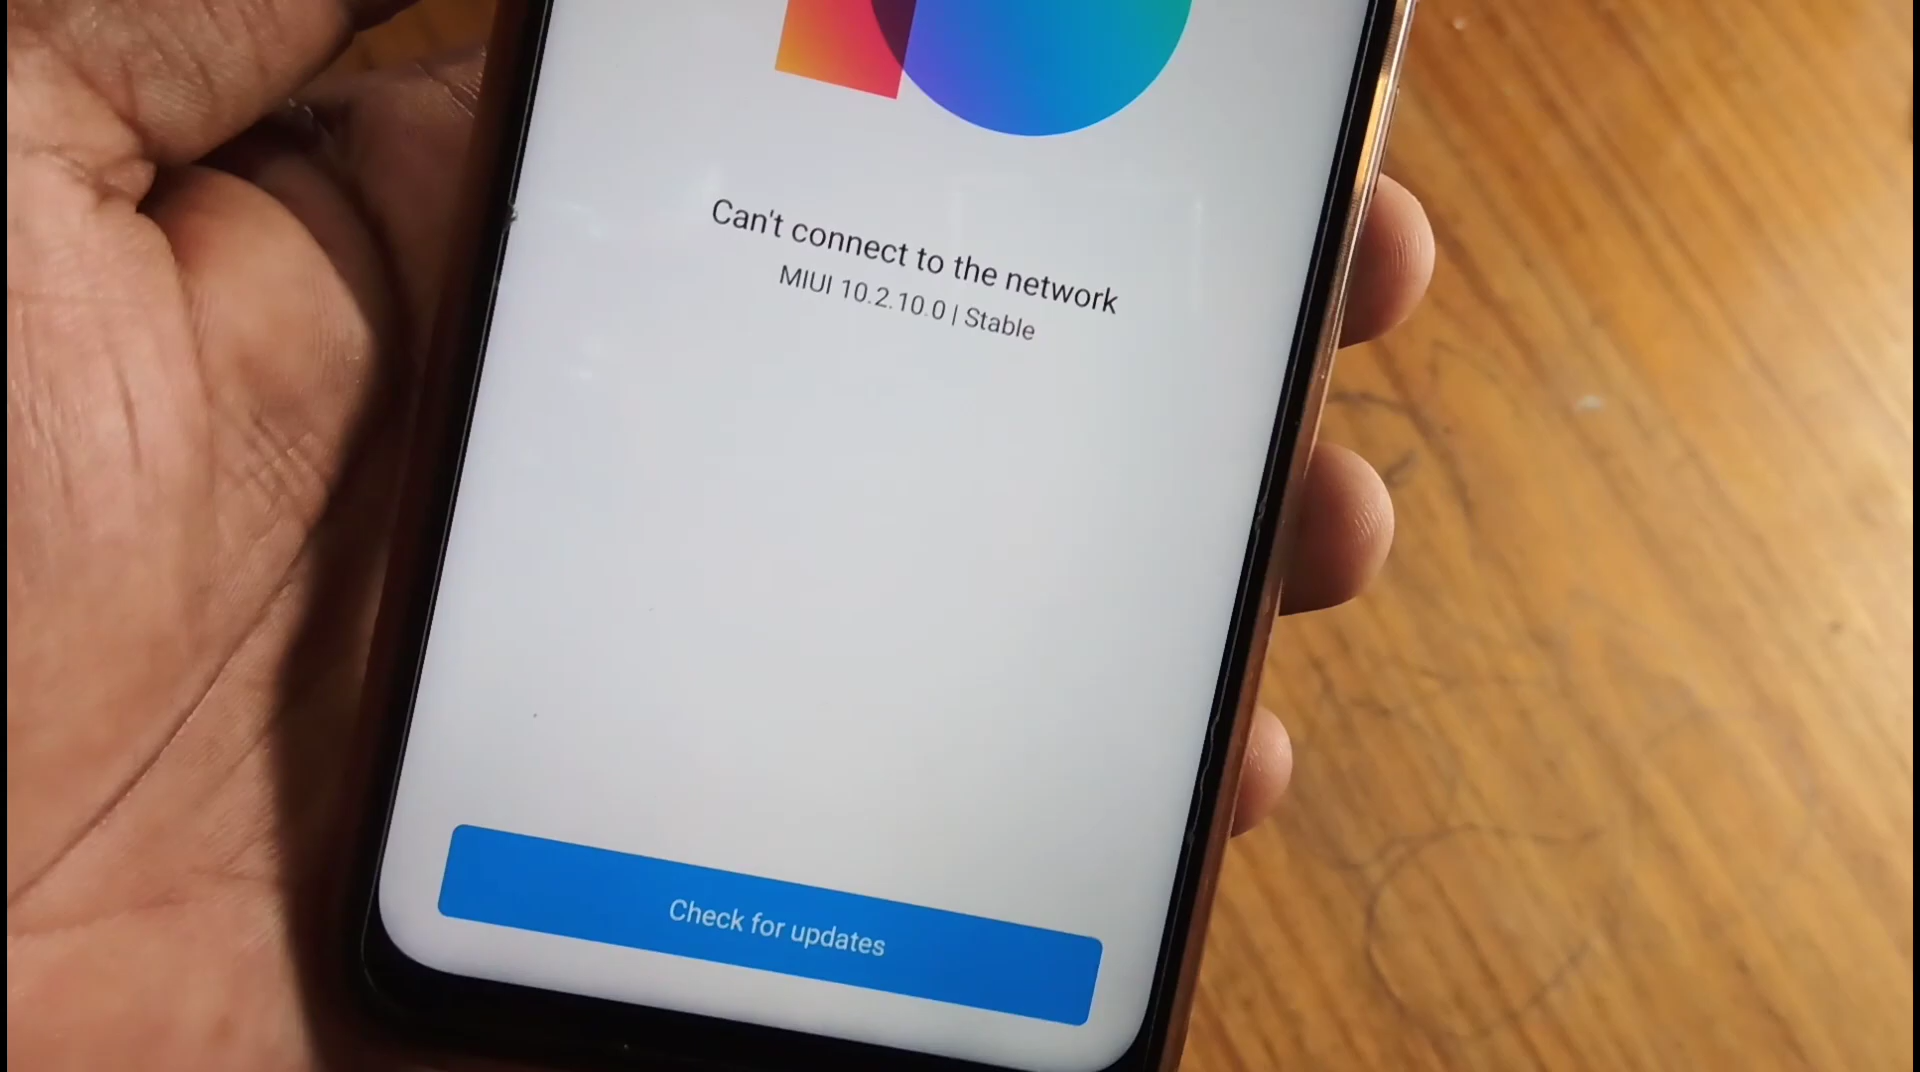 Can't connect to the network
MIUI 10.2.10.0 | Stable
Check for updates